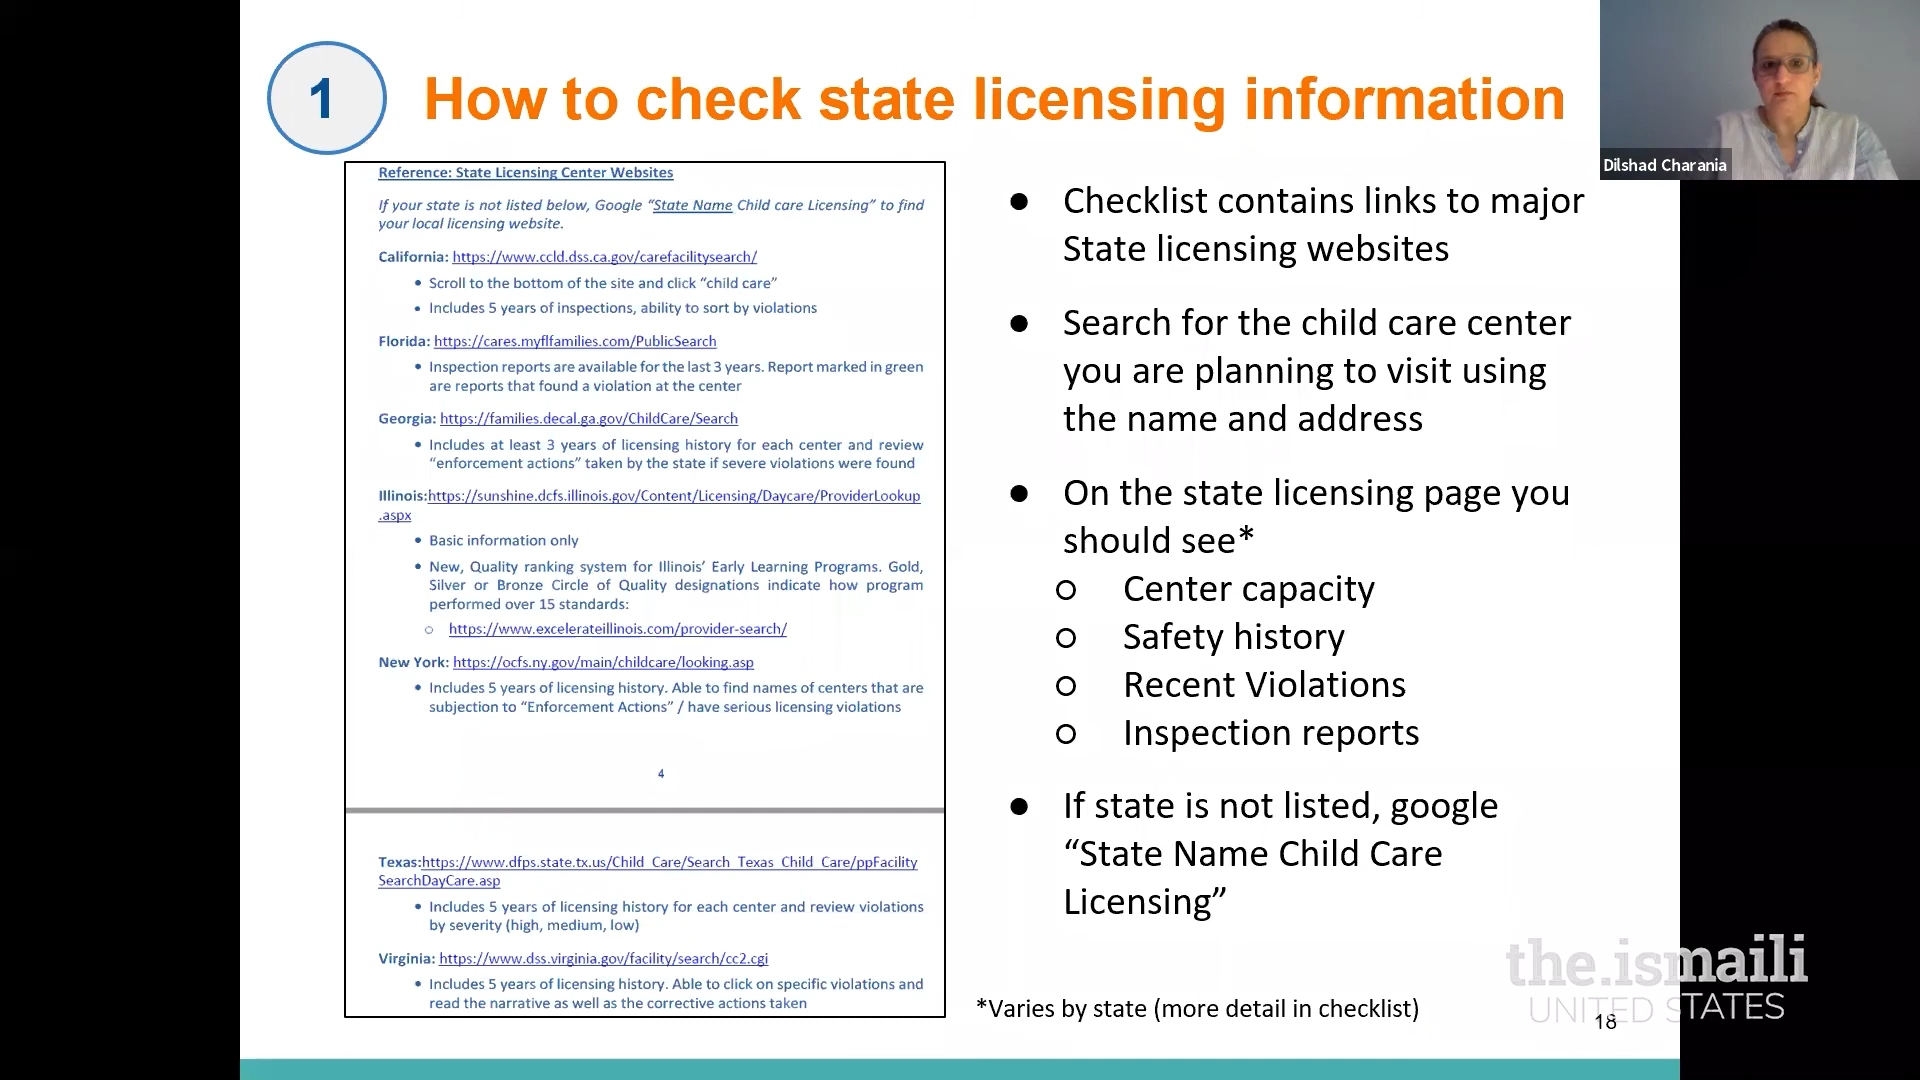 1
How to check state licensing information
Dilshad Charania
Reference: State Licensing Center Websites
If your state is not listed below, Google “State Name Child care Licensing” to find
your local licensing website.
California: https://www.ccld.dss.ca.gov/carefacilitysearch/
• Scroll to the bottom of the site and click “child care”
• Includes 5 years of inspections, ability to sort by violations
Florida: https://cares.myflfamilies.com/PublicSearch
• Inspection reports are available for the last 3 years. Report marked in green
are reports that found a violation at the center
Georgia: https://families.decal.ga.gov/ChildCare/Search
• Includes at least 3 years of licensing history for each center and review
“enforcement actions” taken by the state if severe violations were found
Illinois:https://sunshine.dcfs.illinois.gov/Content/Licensing/Daycare/ProviderLookup
.aspx
• Basic information only
• New, Quality ranking system for Illinois’ Early Learning Programs. Gold,
Silver or Bronze Circle of Quality designations indicate how program
performed over 15 standards:
○ https://www.excelerateillinois.com/provider-search/
New York: https://ocfs.ny.gov/main/childcare/looking.asp
• Includes 5 years of licensing history. Able to find names of centers that are
subjection to “Enforcement Actions” / have serious licensing violations
4
Texas:https://www.dfps.state.tx.us/Child_Care/Search_Texas_Child_Care/ppFacility
SearchDayCare.asp
• Includes 5 years of licensing history for each center and review violations
by severity (high, medium, low)
Virginia: https://www.dss.virginia.gov/facility/search/cc2.cgi
• Includes 5 years of licensing history. Able to click on specific violations and
read the narrative as well as the corrective actions taken
● Checklist contains links to major
State licensing websites
● Search for the child care center
you are planning to visit using
the name and address
● On the state licensing page you
should see*
○ Center capacity
○ Safety history
○ Recent Violations
○ Inspection reports
● If state is not listed, google
“State Name Child Care
Licensing”
*Varies by state (more detail in checklist)
the.ismaili
UNITED STATES
18